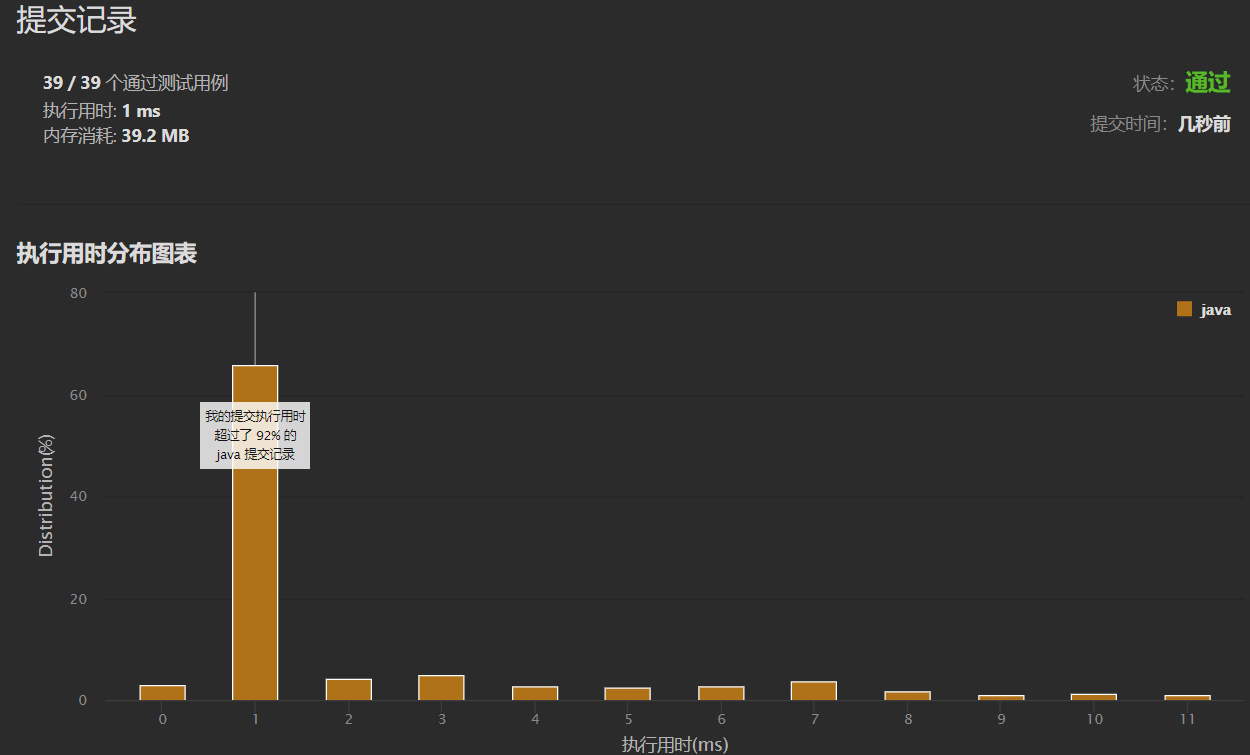 提交记录
39 / 39 个通过测试用例
状态：通过
执行用时: 1 ms
提交时间：几秒前
内存消耗: 39.2 MB
执行用时分布图表
java
80
60
40
20
0
Distribution(%)
我的提交执行用时
超过了 92% 的
java 提交记录
0 1 2 3 4 5 6 7 8 9 10 11
执行用时(ms)